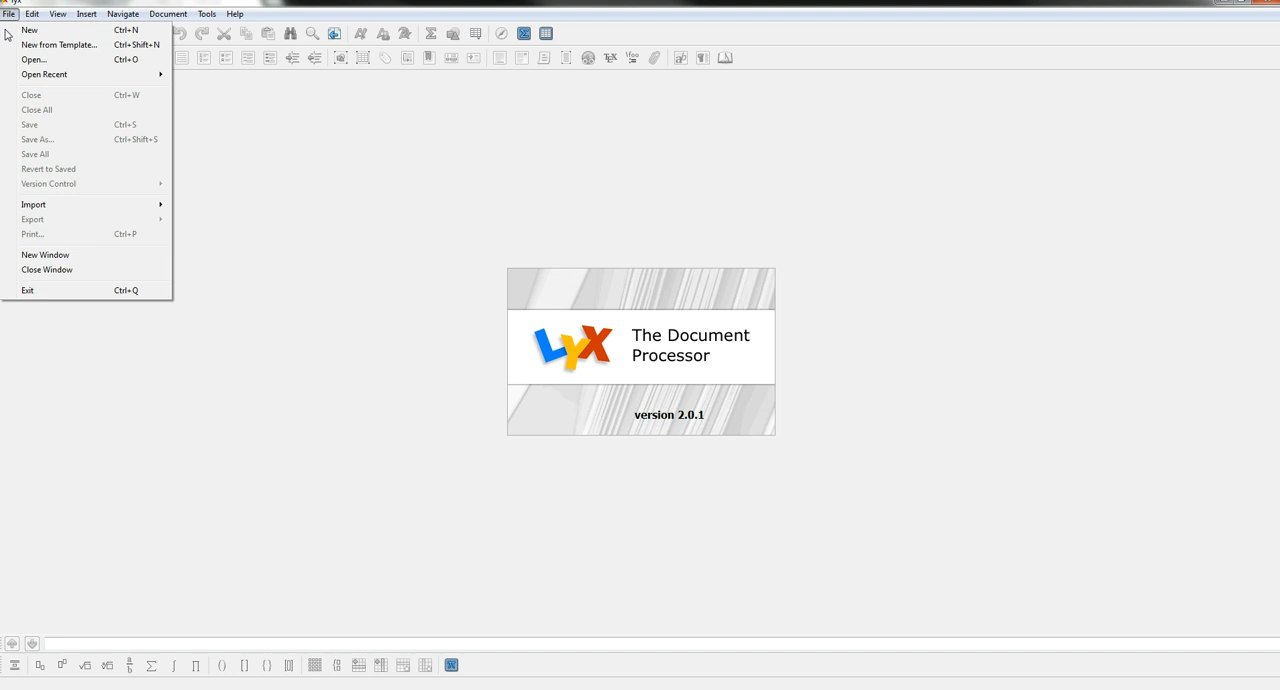 LyX
File Edit View Insert Navigate Document Tools Help
New Ctrl+N
New from Template... Ctrl+Shift+N
Open... Ctrl+O
Open Recent
Close Ctrl+W
Close All
Save Ctrl+S
Save As... Ctrl+Shift+S
Save All
Revert to Saved
Version Control
Import
Export
Print... Ctrl+P
New Window
Close Window
Exit Ctrl+Q
LyX
The Document
Processor
version 2.0.1